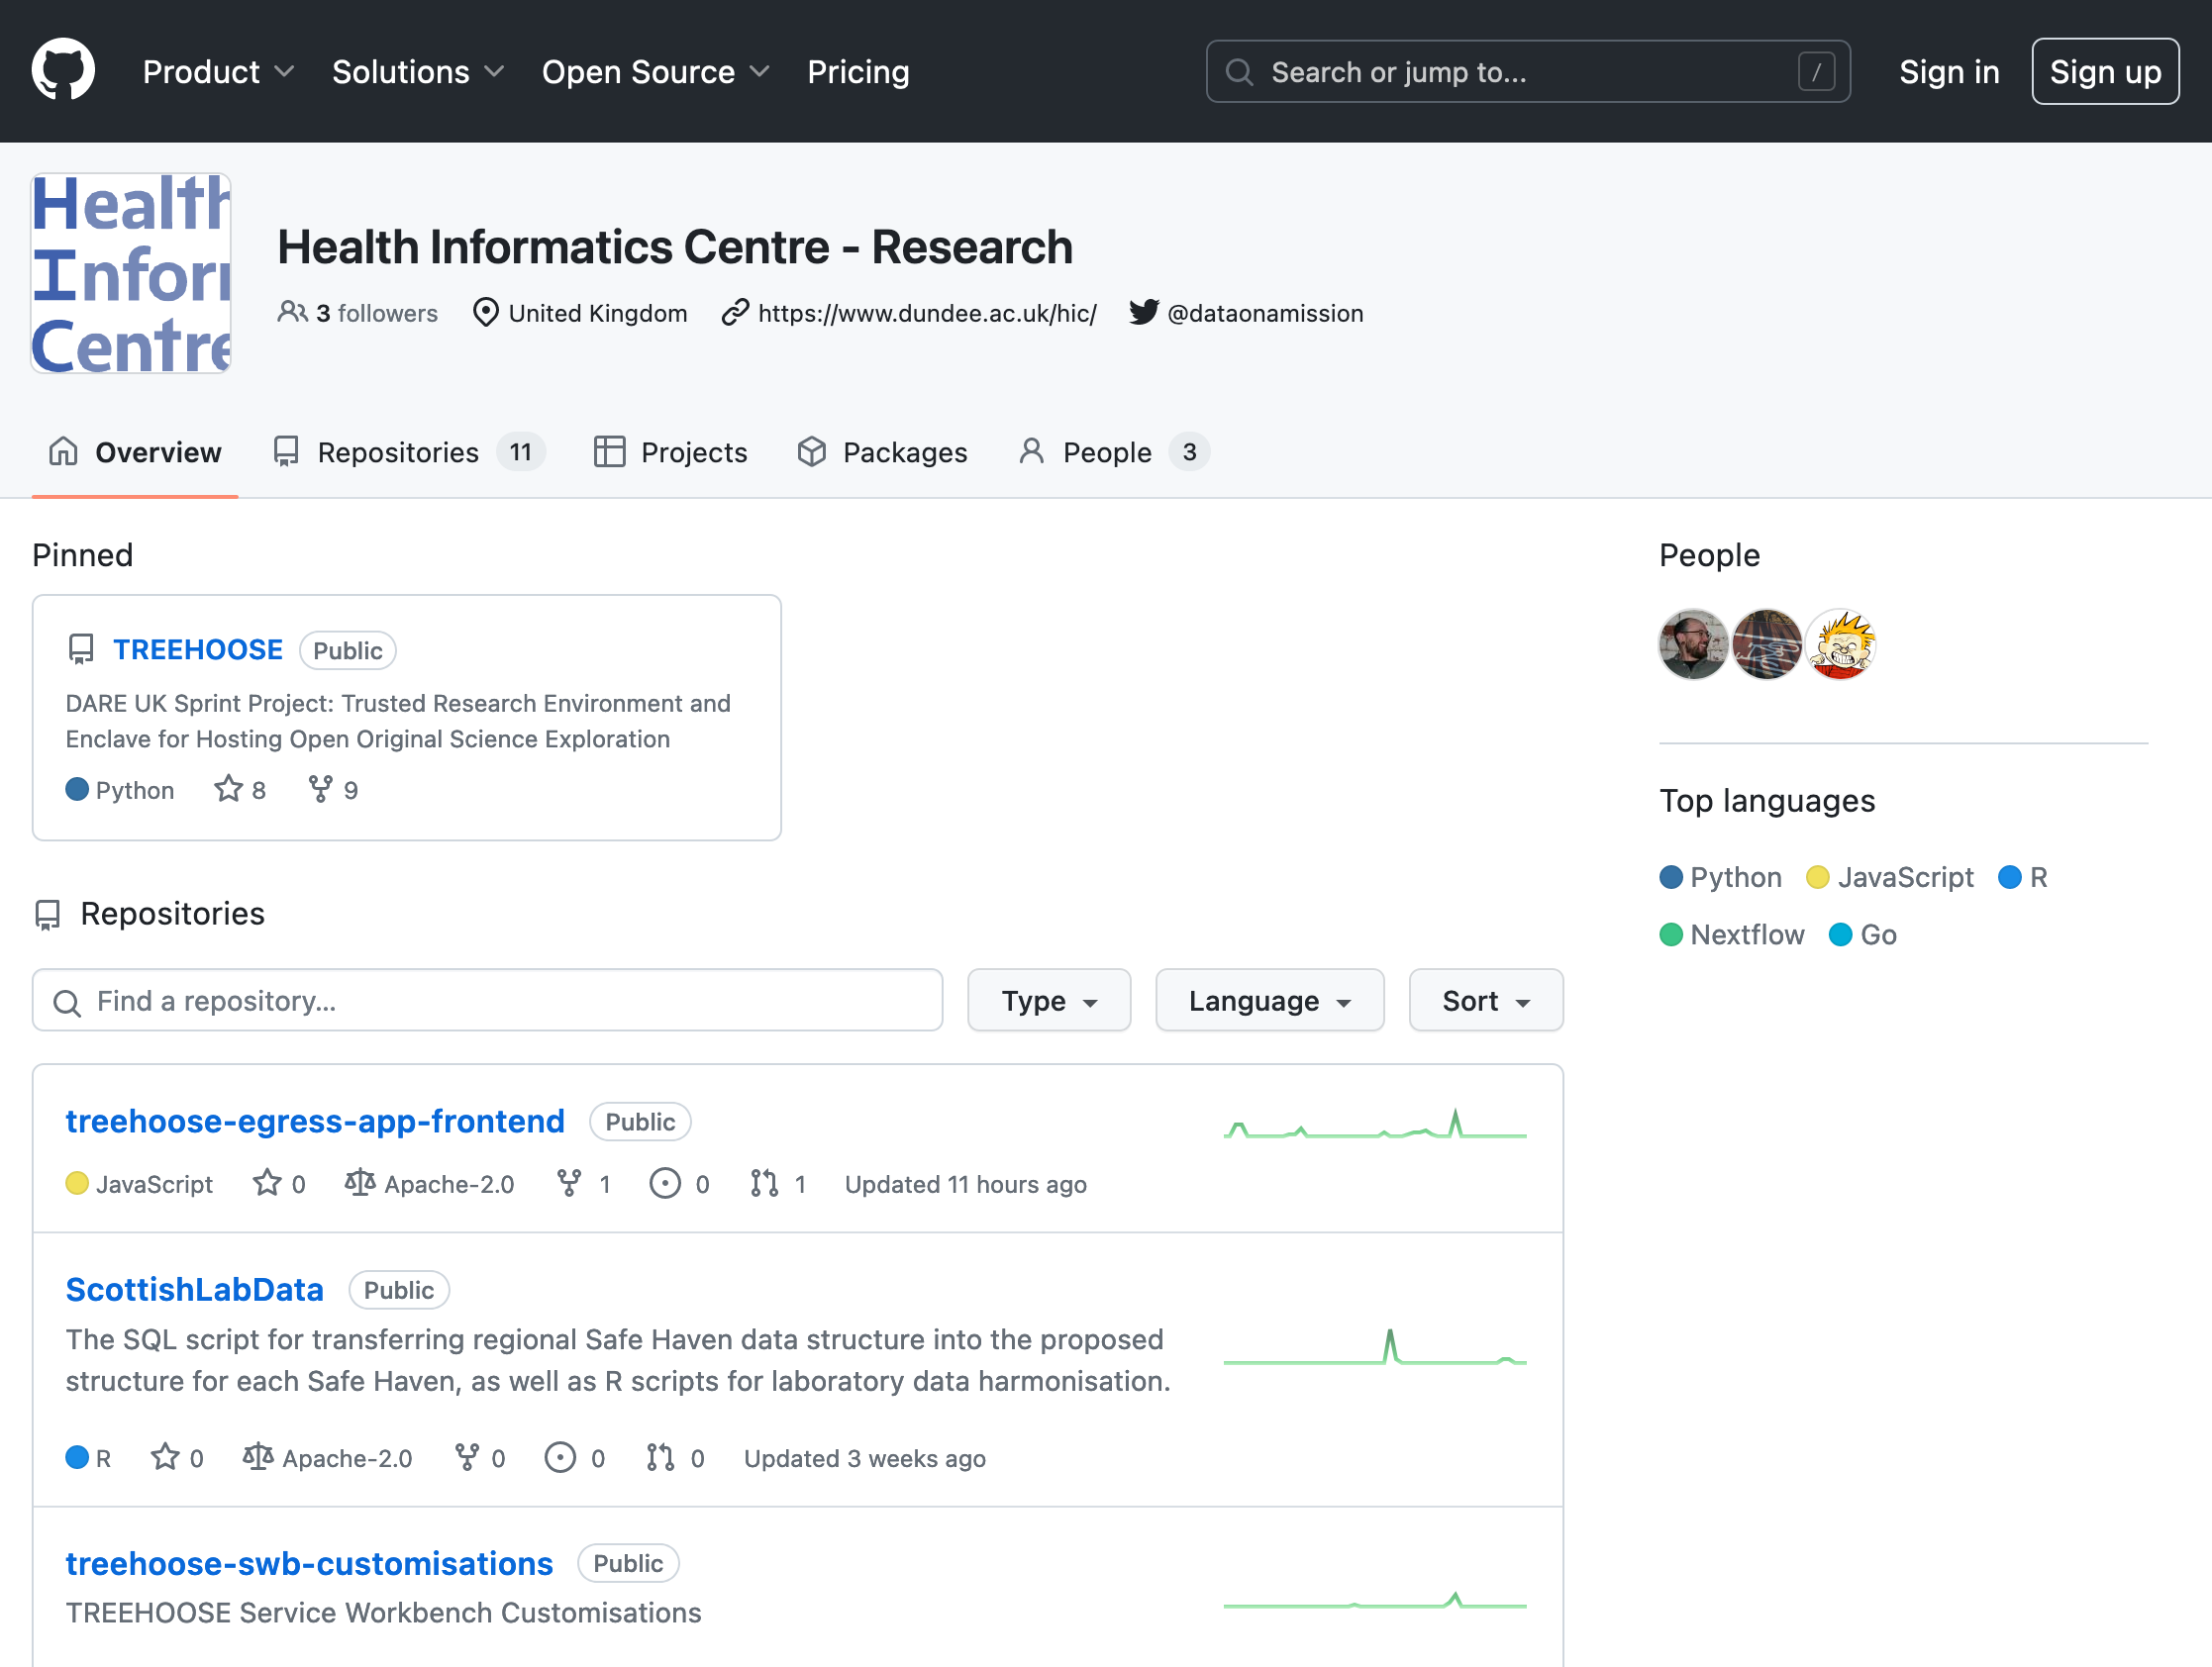 Product Solutions Open Source Pricing Search or jump to... / Sign in Sign up
Health
Infor
Centre
Health Informatics Centre - Research
3 followers United Kingdom https://www.dundee.ac.uk/hic/ @dataonamission
Overview Repositories 11 Projects Packages People 3
Pinned
TREEHOOSE Public
DARE UK Sprint Project: Trusted Research Environment and
Enclave for Hosting Open Original Science Exploration
Python 8 9
Repositories
Find a repository... Type Language Sort
treehoose-egress-app-frontend Public
JavaScript 0 Apache-2.0 1 0 1 Updated 11 hours ago
ScottishLabData Public
The SQL script for transferring regional Safe Haven data structure into the proposed
structure for each Safe Haven, as well as R scripts for laboratory data harmonisation.
R 0 Apache-2.0 0 0 0 Updated 3 weeks ago
treehoose-swb-customisations Public
TREEHOOSE Service Workbench Customisations
People
Top languages
Python JavaScript R
Nextflow Go